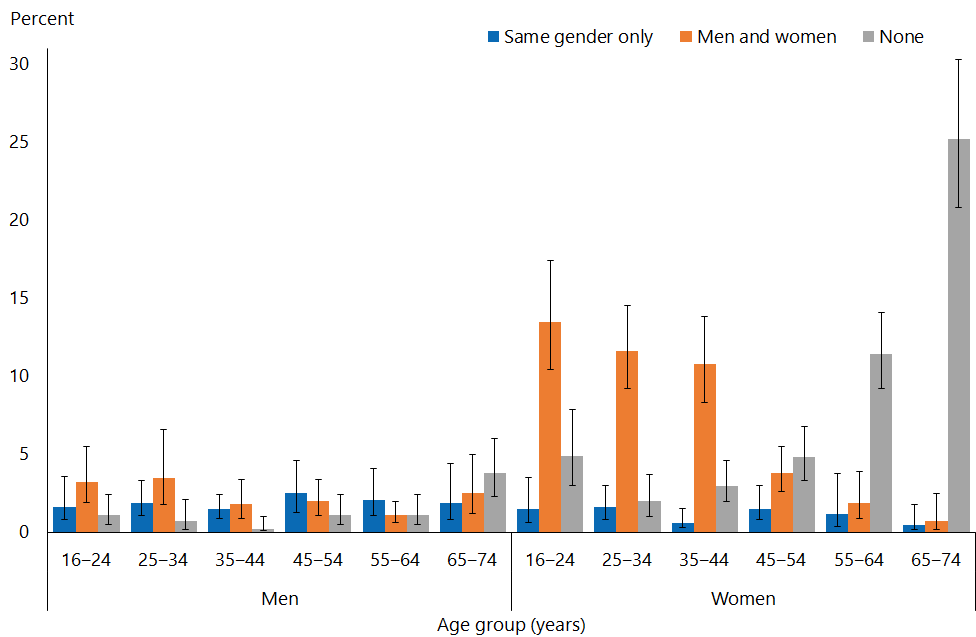 Percent
Same gender only Men and women None
30
25
20
15
10
5
0
16–24 25–34 35–44 45–54 55–64 65–74 16–24 25–34 35–44 45–54 55–64 65–74
Men Women
Age group (years)